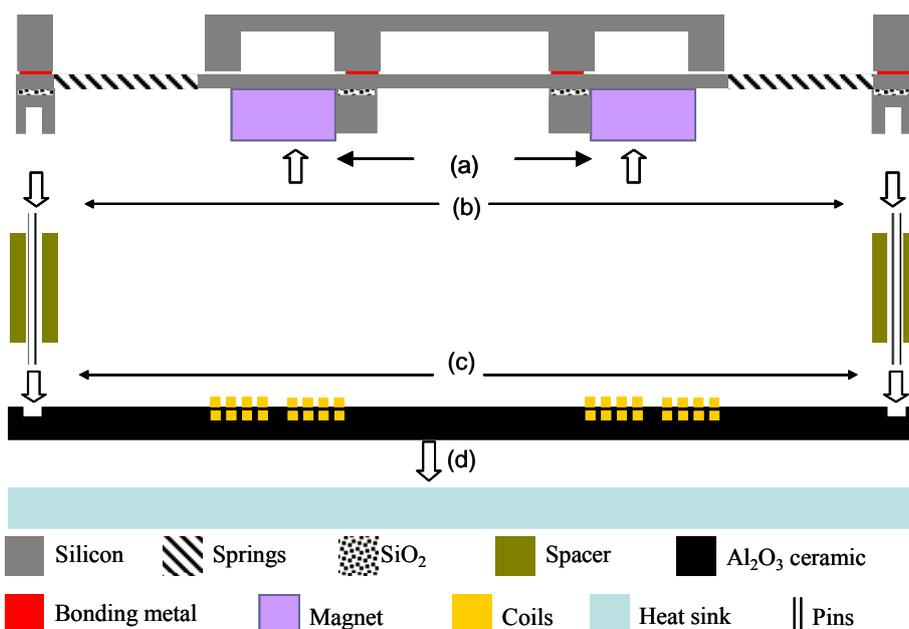 (a)
(b)
(c)
(d)
Silicon
Springs
SiO₂
Spacer
Al₂O₃ ceramic
Bonding metal
Magnet
Coils
Heat sink
Pins